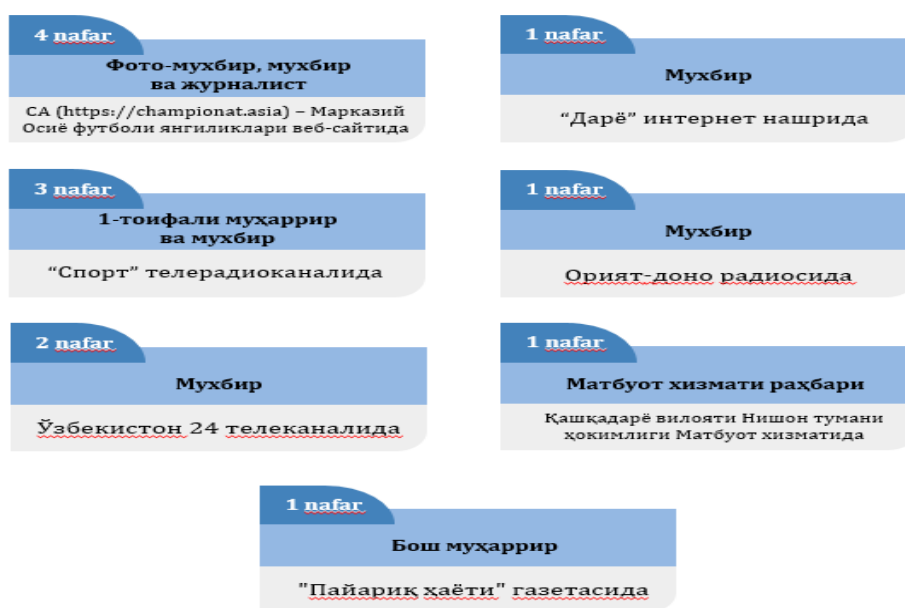 4 nafar
Фото-мухбир, мухбир
ва журналист
СА (https://championat.asia) – Марказий
Осиё футболи янгиликлари веб-сайтида
1 nafar
Мухбир
“Дарё” интернет нашрида
3 nafar
1-тоифали муҳаррир
ва мухбир
“Спорт” телерадиоканалида
1 nafar
Мухбир
Орият-доно радиосида
2 nafar
Мухбир
Ўзбекистон 24 телеканалида
1 nafar
Матбуот хизмати раҳбари
Қашқадарё вилояти Нишон тумани
ҳокимлиги Матбуот хизматида
1 nafar
Бош муҳаррир
"Пайариқ ҳаёти" газетасида